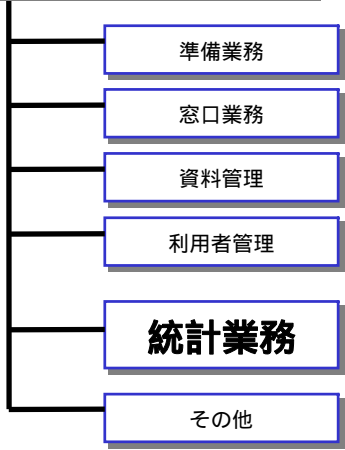 準備業務
窓口業務
資料管理
利用者管理
統計業務
その他